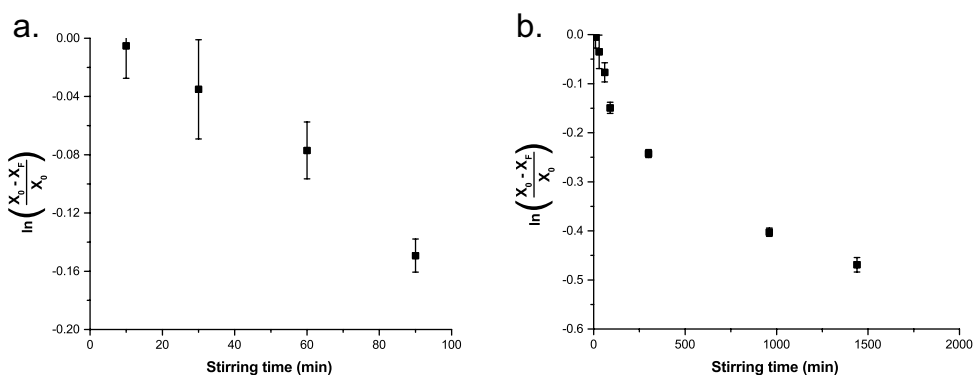 a.
0.00
-0.04
-0.08
-0.12
-0.16
-0.20
0 20 40 60 80 100
Stirring time (min)
ln ( X0 - XF / X0 )
b.
0.0
-0.1
-0.2
-0.3
-0.4
-0.5
-0.6
0 500 1000 1500 2000
Stirring time (min)
ln ( X0 - XF / X0 )